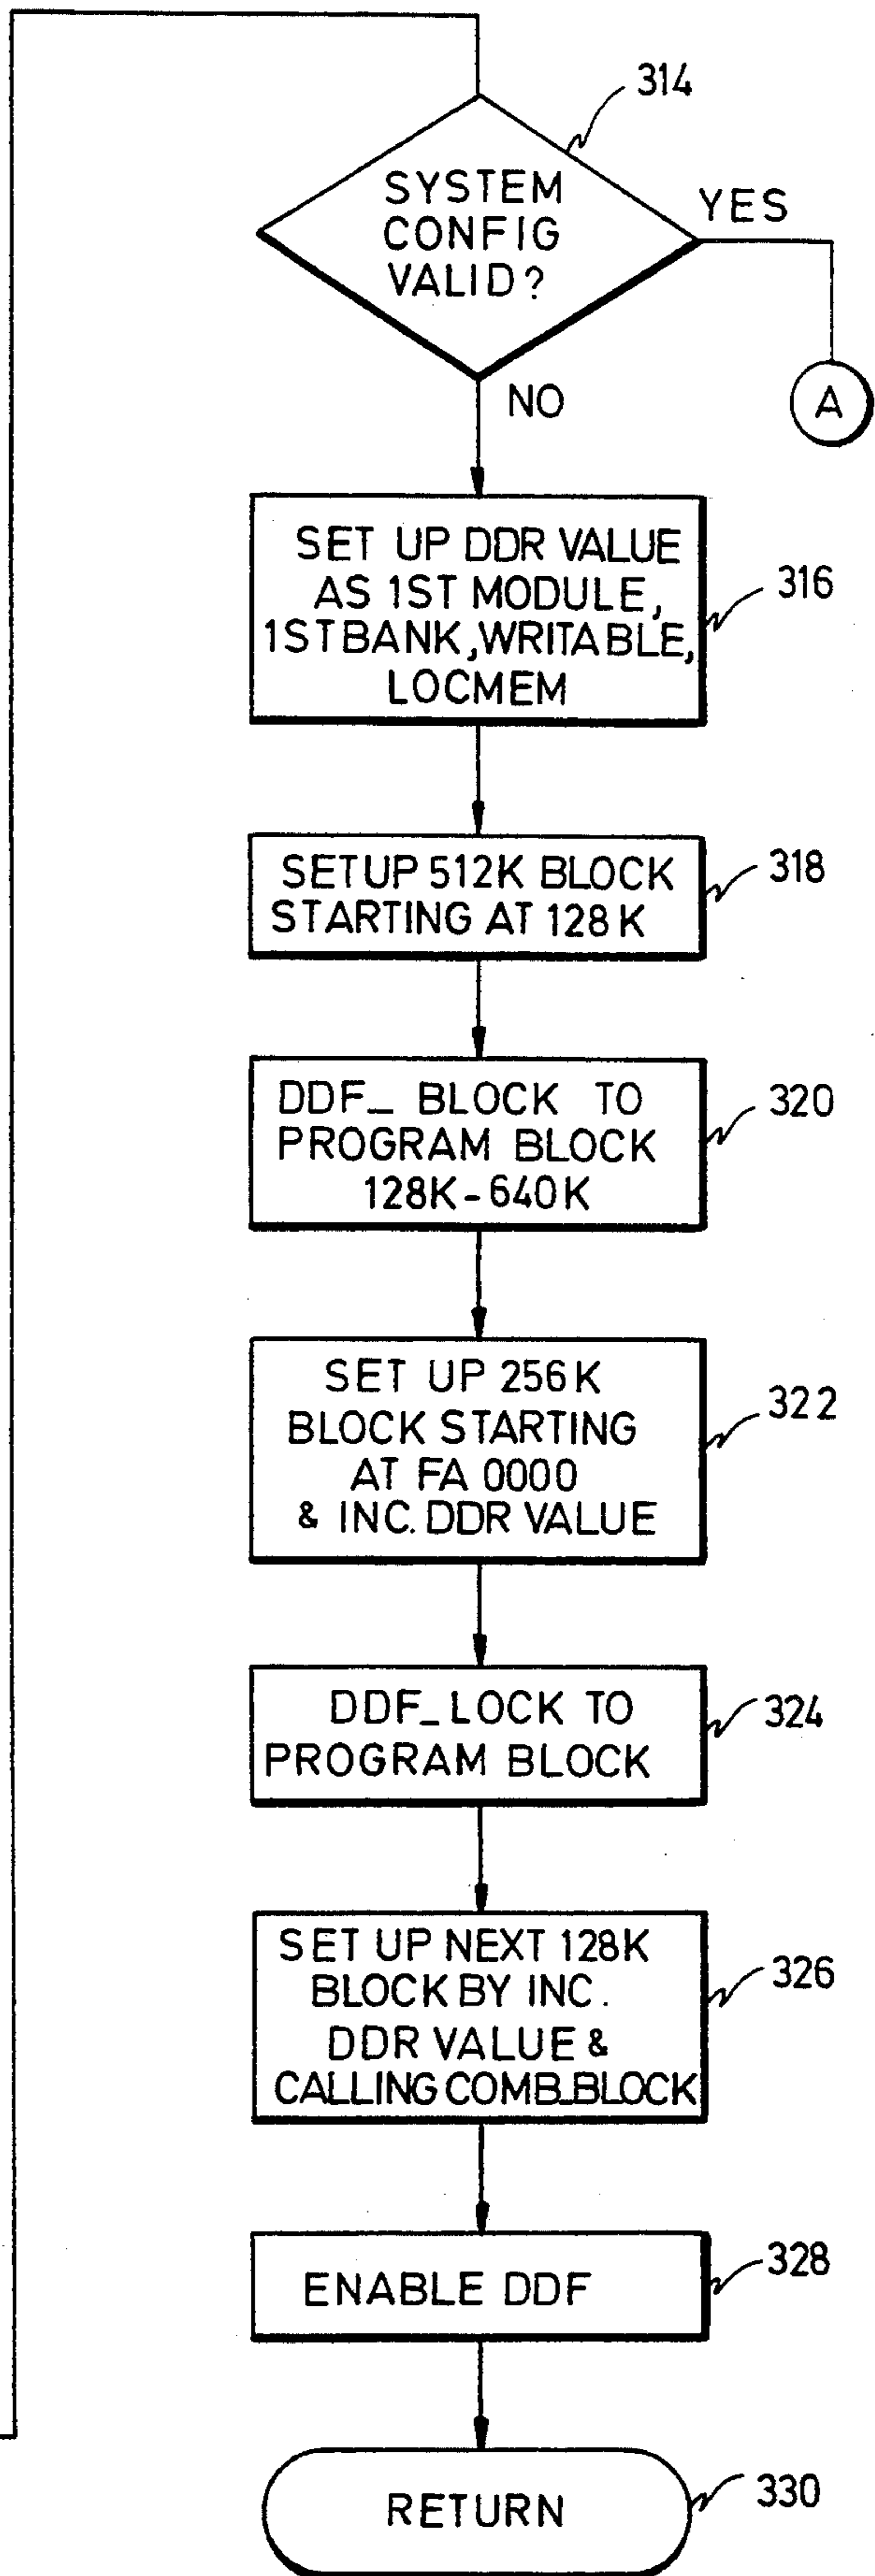 314
SYSTEM
CONFIG
VALID?
YES
A
NO
SET UP DDR VALUE
AS 1ST MODULE,
1ST BANK, WRITABLE,
LOCMEM
316
SETUP 512K BLOCK
STARTING AT 128K
318
DDF_ BLOCK TO
PROGRAM BLOCK
128K-640K
320
SET UP 256K
BLOCK STARTING
AT FA 0000
& INC. DDR VALUE
322
DDF_LOCK TO
PROGRAM BLOCK
324
SET UP NEXT 128K
BLOCK BY INC.
DDR VALUE &
CALLING COMB_BLOCK
326
ENABLE DDF
328
RETURN
330